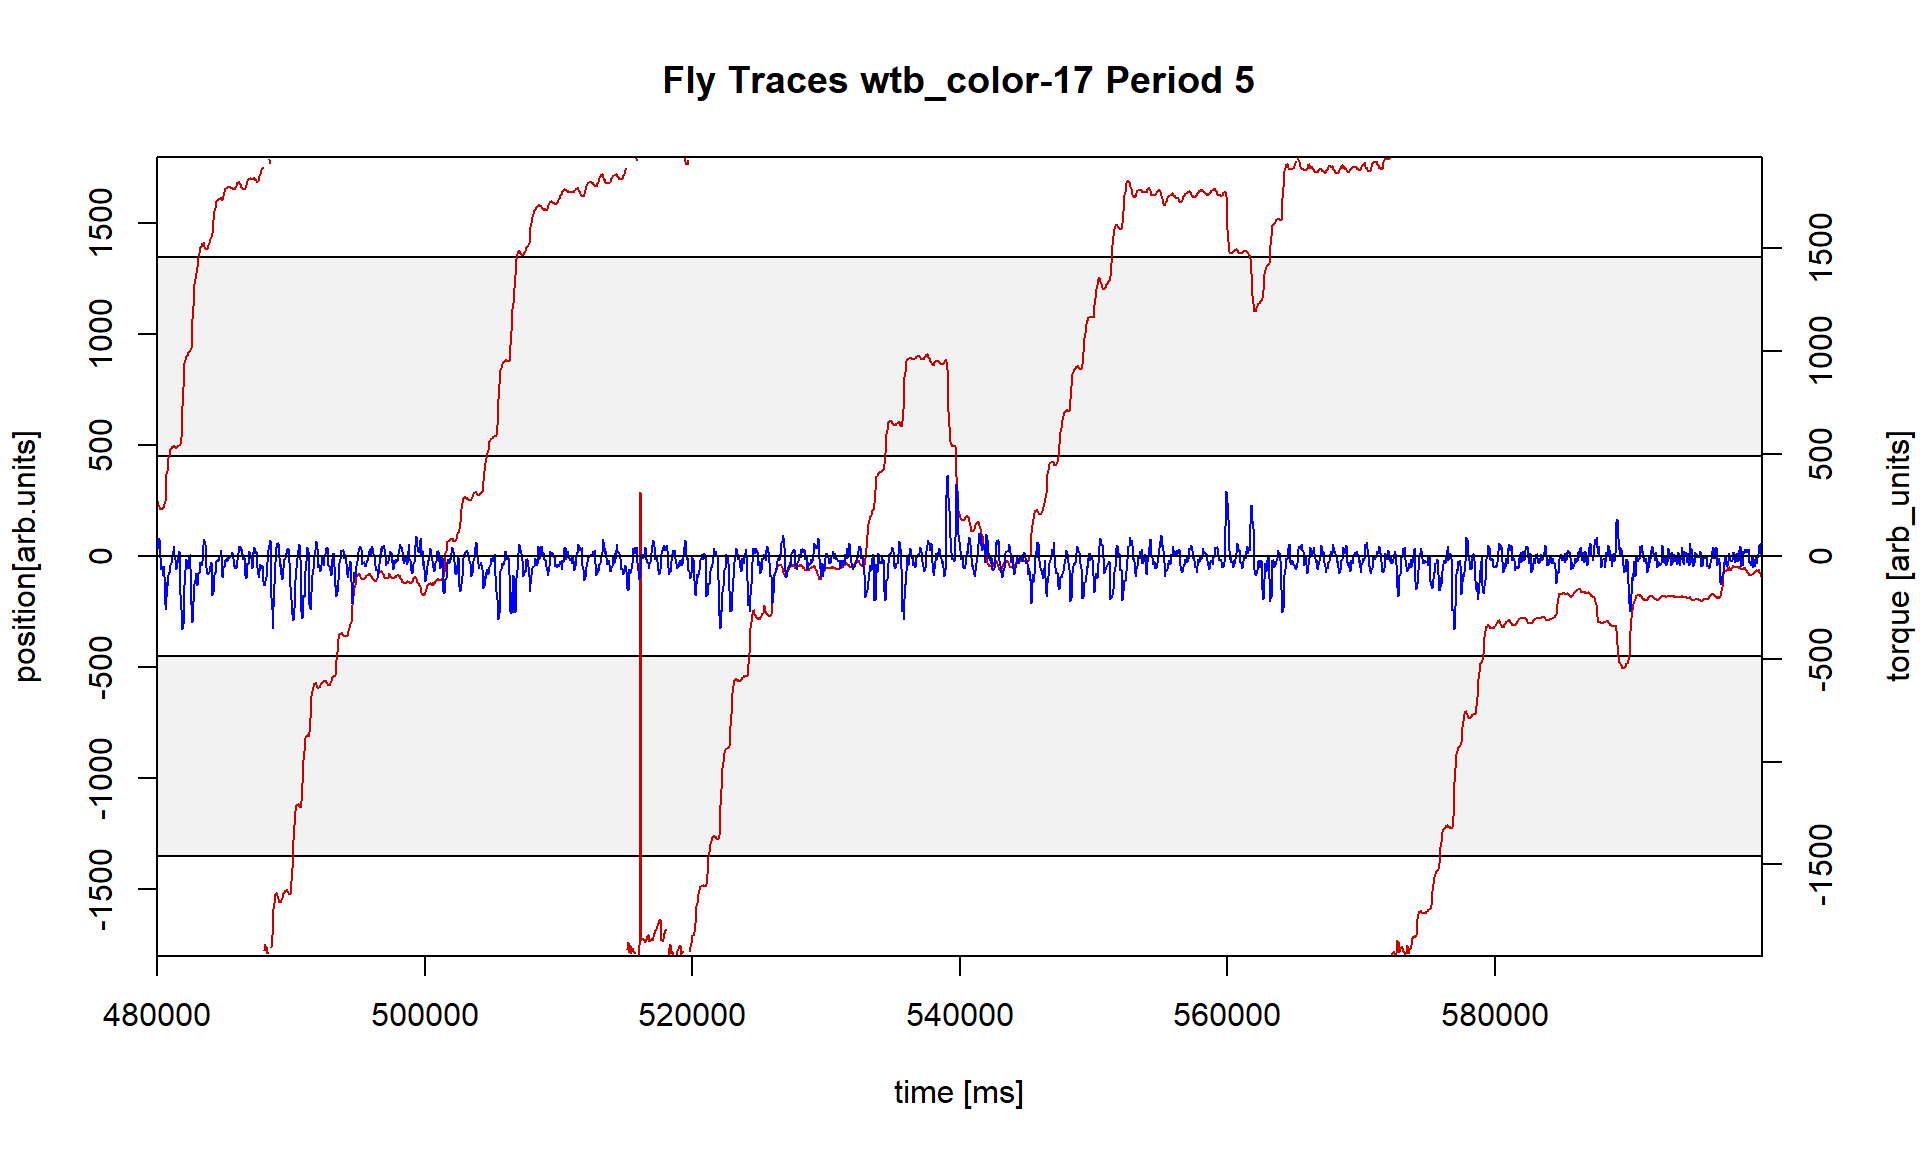 Fly Traces wtb_color-17 Period 5
position[arb.units]
1500
1000
500
0
-500
-1000
-1500
1500
1000
500
0
-500
-1500
torque [arb_units]
480000 500000 520000 540000 560000 580000
time [ms]